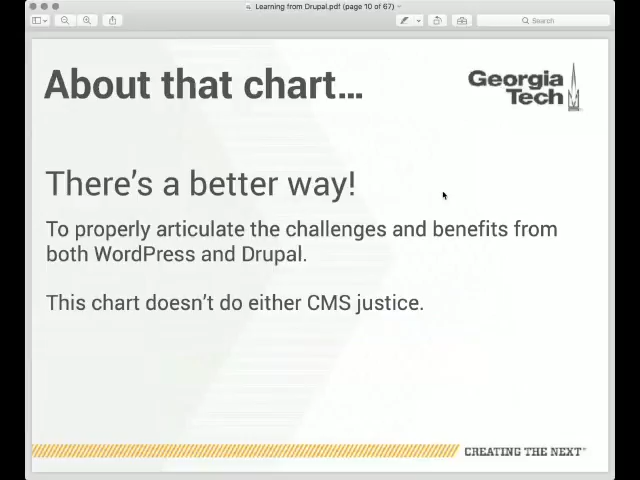 Learning from Drupal.pdf (page 10 of 67)
Search
About that chart...
Georgia
Tech
There's a better way!
To properly articulate the challenges and benefits from
both WordPress and Drupal.
This chart doesn't do either CMS justice.
CREATING THE NEXT